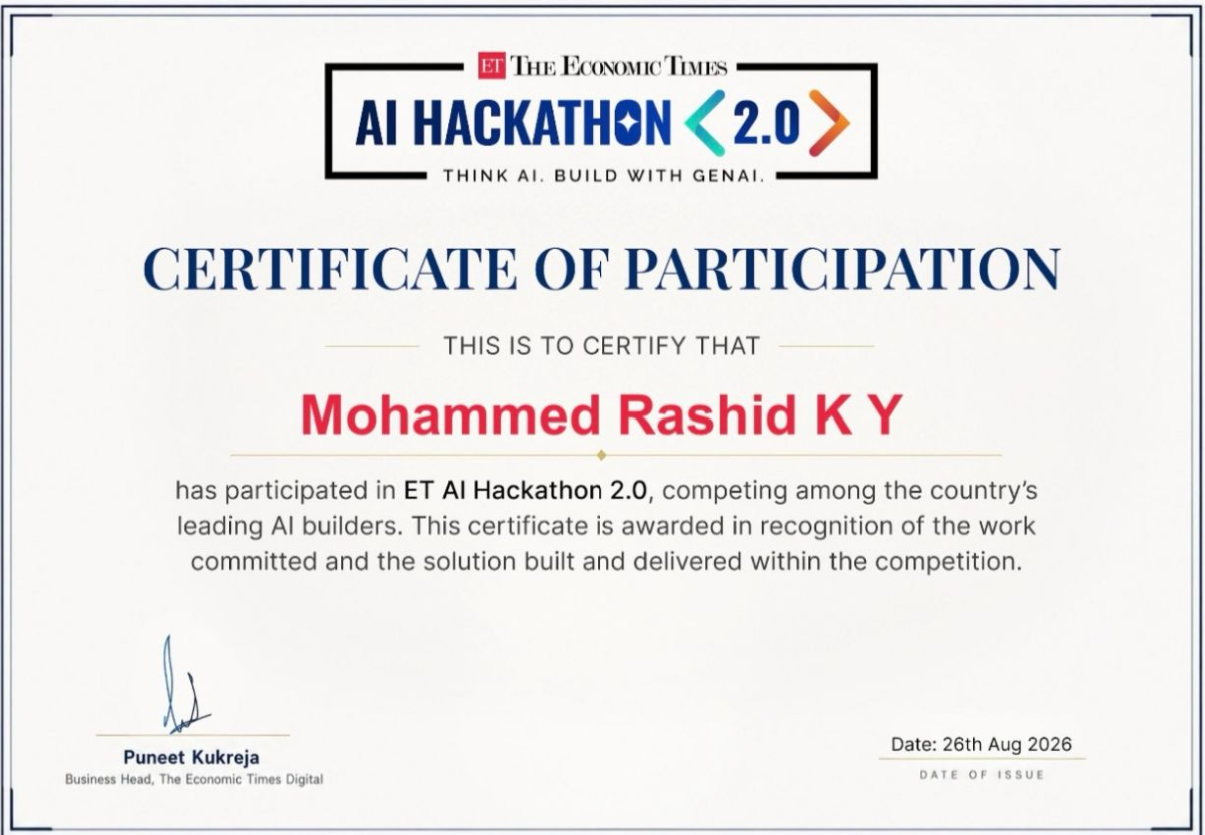 ET THE ECONOMIC TIMES
AI HACKATHON <2.0>
THINK AI. BUILD WITH GENAI.
CERTIFICATE OF PARTICIPATION
THIS IS TO CERTIFY THAT
Mohammed Rashid K Y
has participated in ET AI Hackathon 2.0, competing among the country's
leading AI builders. This certificate is awarded in recognition of the work
committed and the solution built and delivered within the competition.
Puneet Kukreja
Business Head, The Economic Times Digital
Date: 26th Aug 2026
DATE OF ISSUE